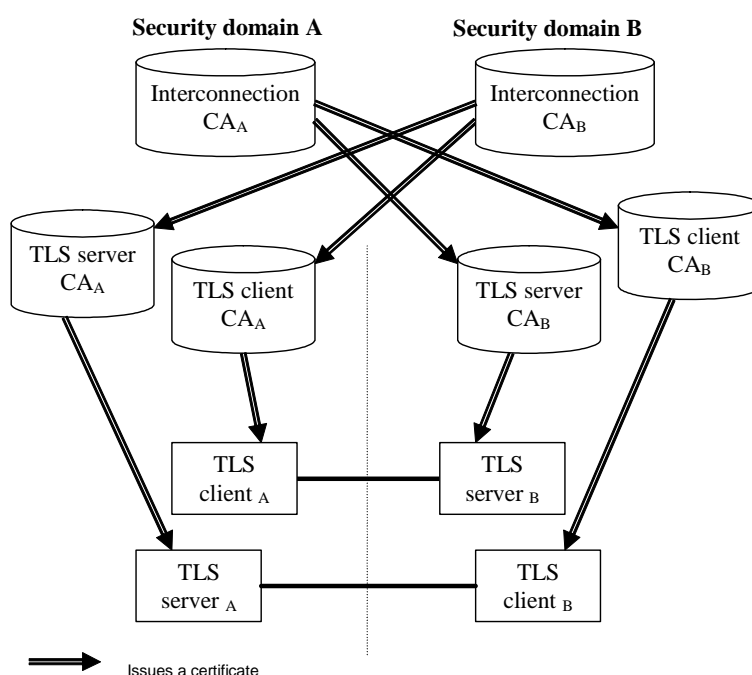 Security domain A
Security domain B
Interconnection
CAA
Interconnection
CAB
TLS server
CAA
TLS client
CAA
TLS server
CAB
TLS client
CAB
TLS
client A
TLS
server B
TLS
server A
TLS
client B
Issues a certificate